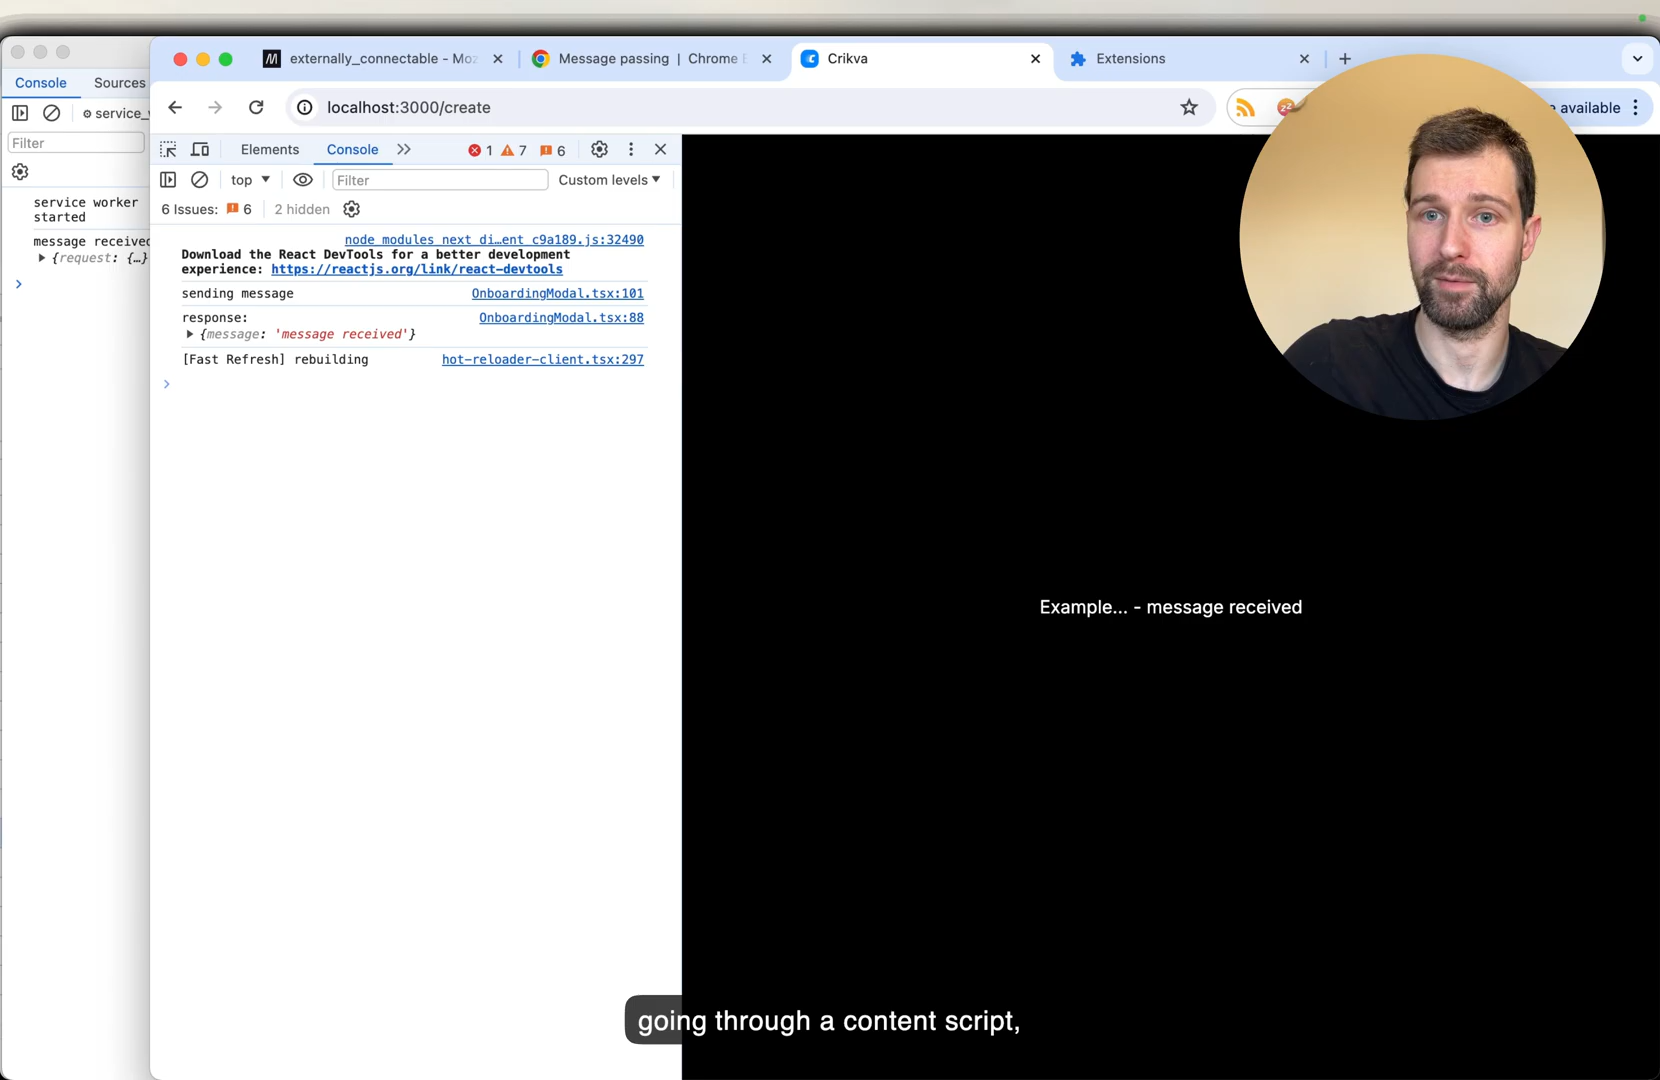 externally_connectable - Moz
Message passing | Chrome E
Crikva
Extensions
localhost:3000/create
available
Console
Sources
service_
Filter
service worker
started
message received
{request: {…}
Elements
Console
1
7
6
top
Filter
Custom levels
6 Issues:
6
2 hidden
node_modules_next_di…ent_c9a189.js:32490
Download the React DevTools for a better development
experience: https://reactjs.org/link/react-devtools
sending message
OnboardingModal.tsx:101
response:
OnboardingModal.tsx:88
{message: 'message received'}
[Fast Refresh] rebuilding
hot-reloader-client.tsx:297
Example... - message received
going through a content script,